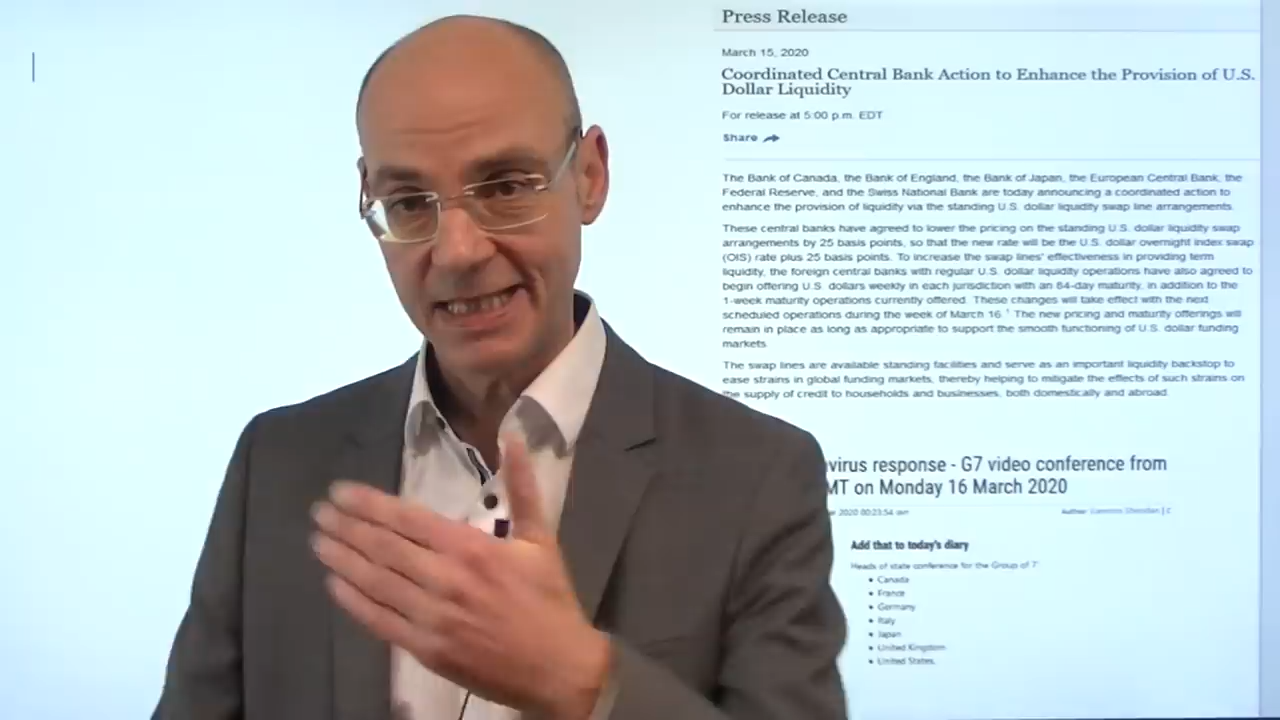 Press Release
March 15, 2020
Coordinated Central Bank Action to Enhance the Provision of U.S.
Dollar Liquidity
For release at 5:00 p.m. EDT
Share
The Bank of Canada, the Bank of England, the Bank of Japan, the European Central Bank, the
Federal Reserve, and the Swiss National Bank are today announcing a coordinated action to
enhance the provision of liquidity via the standing U.S. dollar liquidity swap line arrangements.
These central banks have agreed to lower the pricing on the standing U.S. dollar liquidity swap
arrangements by 25 basis points, so that the new rate will be the U.S. dollar overnight index swap
(OIS) rate plus 25 basis points. To increase the swap lines' effectiveness in providing term
liquidity, the foreign central banks with regular U.S. dollar liquidity operations have also agreed to
begin offering U.S. dollars weekly in each jurisdiction with an 84-day maturity, in addition to the
1-week maturity operations currently offered. These changes will take effect with the next
scheduled operations during the week of March 16.1 The new pricing and maturity offerings will
remain in place as long as appropriate to support the smooth functioning of U.S. dollar funding
markets.
The swap lines are available standing facilities and serve as an important liquidity backstop to
ease strains in global funding markets, thereby helping to mitigate the effects of such strains on
the supply of credit to households and businesses, both domestically and abroad.
virus response - G7 video conference from
MT on Monday 16 March 2020
2020 00:23:54
Author: | C
Add that to today's diary
Heads of state conference for the Group of 7:
• Canada
• France
• Germany
• Italy
• Japan
• United Kingdom
• United States,